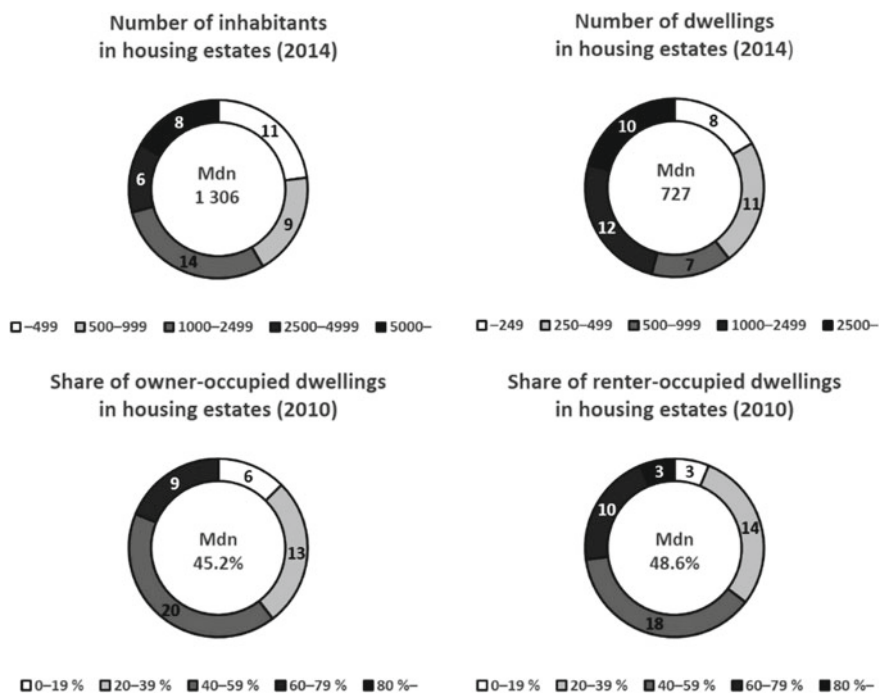 Number of inhabitants
in housing estates (2014)
8
11
6
9
14
Mdn
1 306
–499 500–999 1000–2499 2500–4999 5000–
Number of dwellings
in housing estates (2014)
10
8
12
11
7
Mdn
727
–249 250–499 500–999 1000–2499 2500–
Share of owner-occupied dwellings
in housing estates (2010)
9
6
13
20
Mdn
45.2%
0–19 % 20–39 % 40–59 % 60–79 % 80 %–
Share of renter-occupied dwellings
in housing estates (2010)
3
3
10
14
18
Mdn
48.6%
0–19 % 20–39 % 40–59 % 60–79 % 80 %–